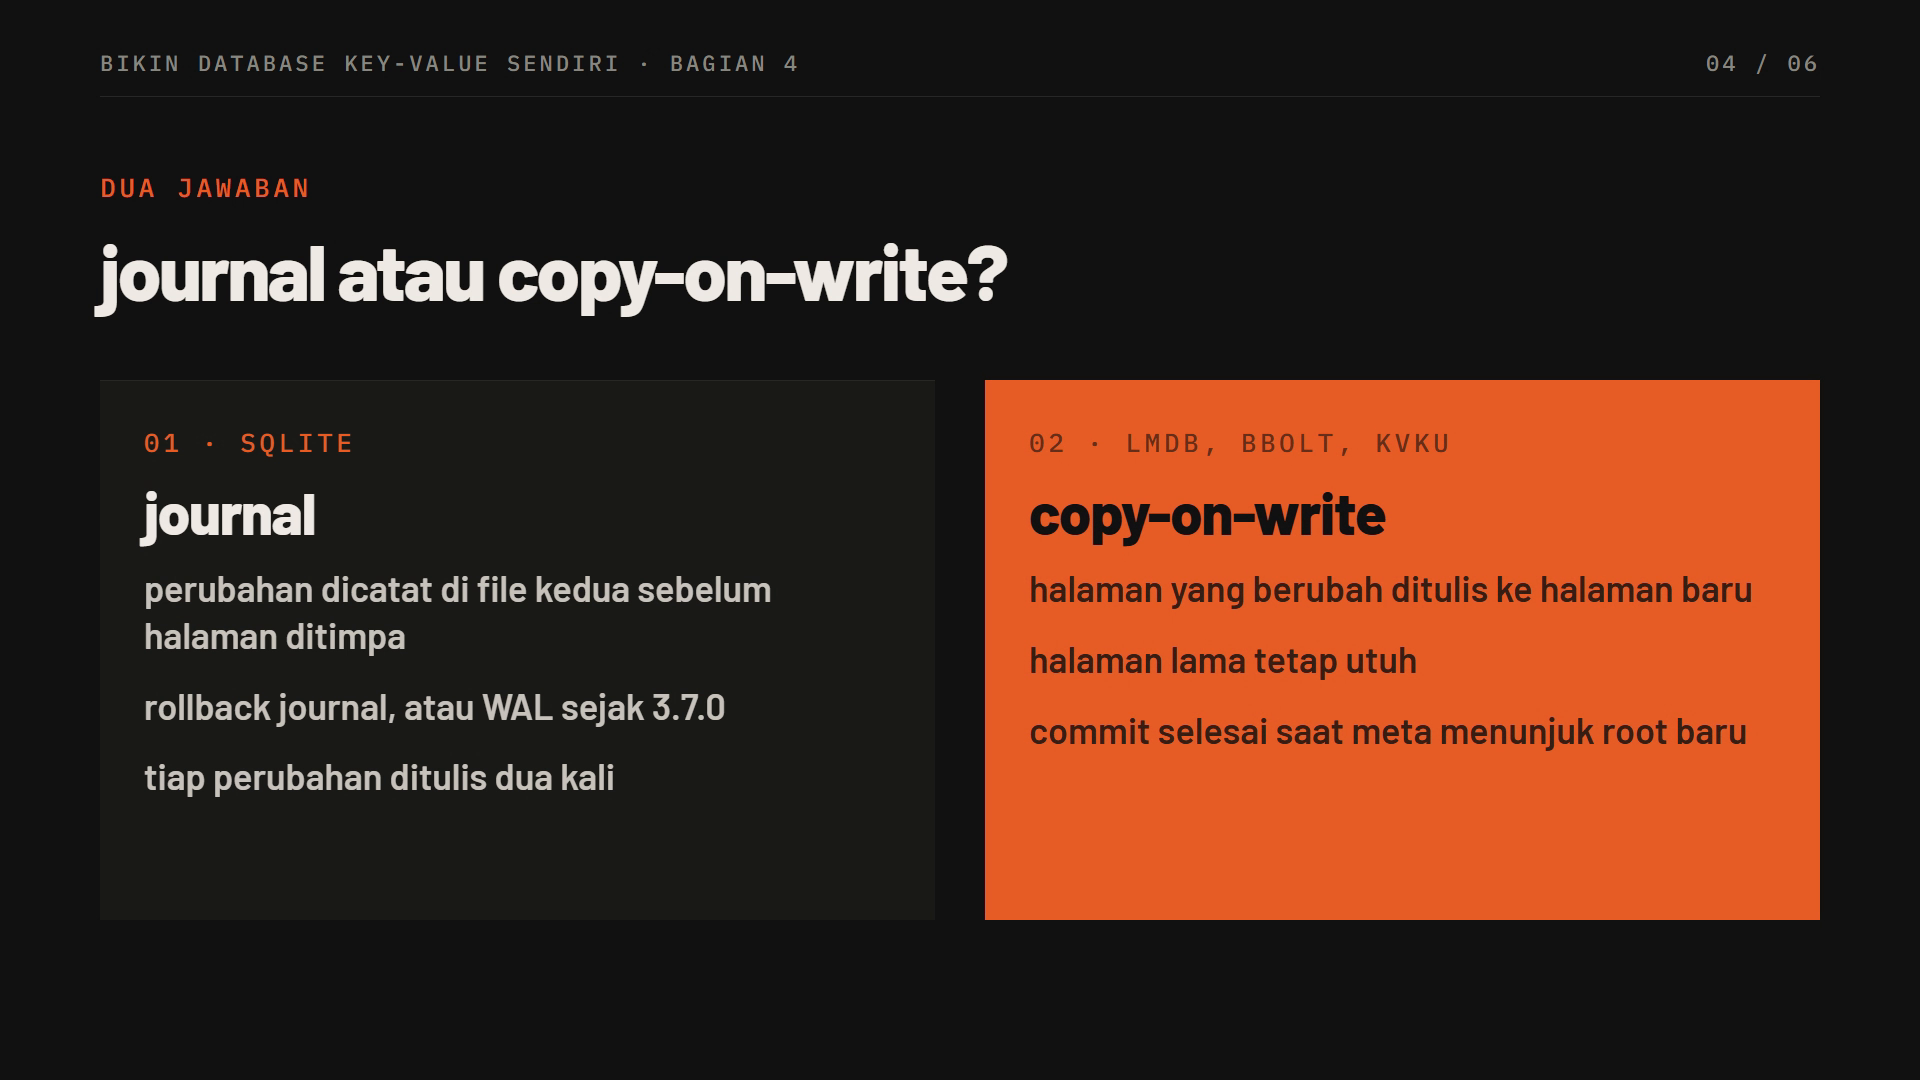 BIKIN DATABASE KEY-VALUE SENDIRI · BAGIAN 4
04 / 06
DUA JAWABAN
journal atau copy-on-write?
01 · SQLITE
journal
perubahan dicatat di file kedua sebelum
halaman ditimpa
rollback journal, atau WAL sejak 3.7.0
tiap perubahan ditulis dua kali
02 · LMDB, BBOLT, KVKU
copy-on-write
halaman yang berubah ditulis ke halaman baru
halaman lama tetap utuh
commit selesai saat meta menunjuk root baru